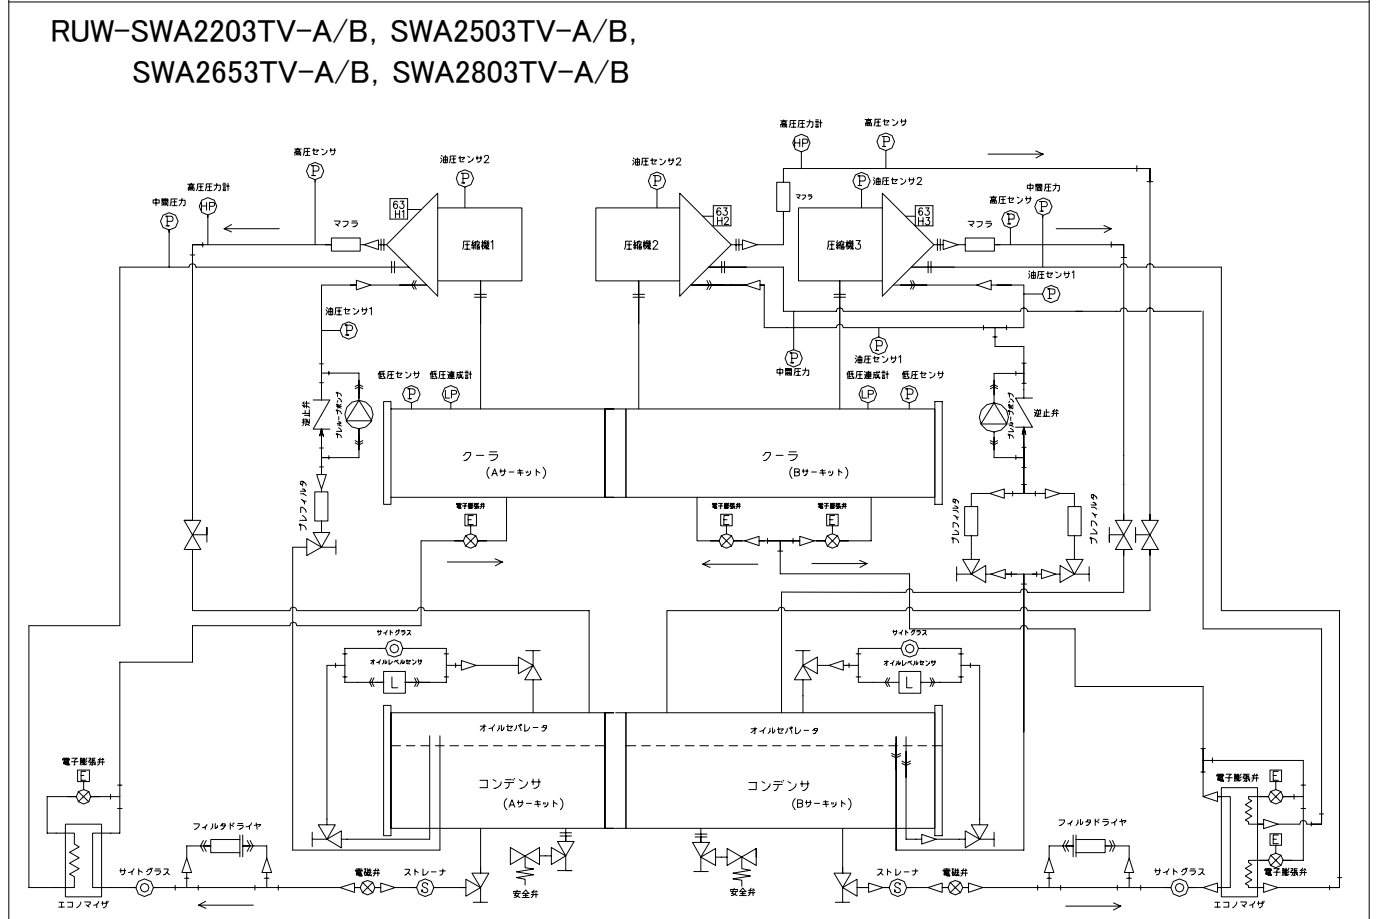 RUW-SWA2203TV-A/B, SWA2503TV-A/B,
SWA2653TV-A/B, SWA2803TV-A/B
高圧圧力計
高圧センサ
HP
P
高圧センサ
P
油圧センサ2
P
油圧センサ2
P
油圧センサ2
P
高圧圧力計
HP
中間圧力
P
マフラ
63
H1
圧縮機1
圧縮機2
63
H2
マフラ
圧縮機3
63
H3
マフラ
高圧センサ
P
中間圧力
P
油圧センサ1
P
油圧センサ1
P
中間圧力
P
油圧センサ1
P
低圧センサ
P
低圧連成計
LP
低圧連成計
LP
低圧センサ
P
逆止弁
プレルーブポンプ
プレルーブポンプ
逆止弁
クーラ
(Aサーキット)
クーラ
(Bサーキット)
プレフィルタ
プレフィルタ
プレフィルタ
電子膨張弁
E
電子膨張弁
E
電子膨張弁
E
サイトグラス
オイルレベルセンサ
L
サイトグラス
オイルレベルセンサ
L
オイルセパレータ
オイルセパレータ
コンデンサ
(Aサーキット)
コンデンサ
(Bサーキット)
電子膨張弁
E
電子膨張弁
E
E
電子膨張弁
フィルタドライヤ
フィルタドライヤ
サイトグラス
電磁弁
ストレーナ
S
安全弁
安全弁
ストレーナ
S
電磁弁
サイトグラス
エコノマイザ
エコノマイザ